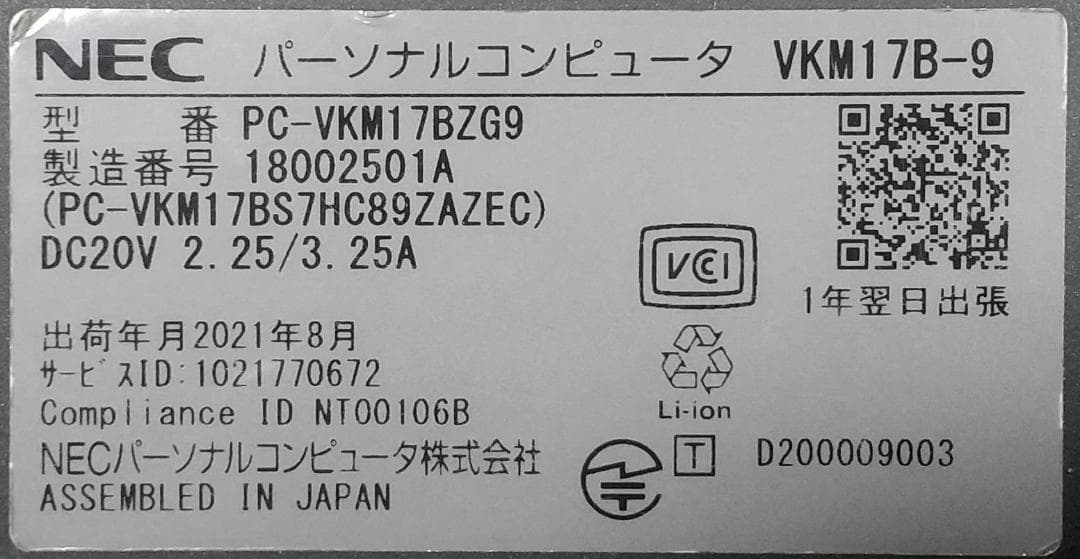 NEC パーソナルコンピュータ VKM17B-9
型 番 PC-VKM17BZG9
製造番号 18002501A
(PC-VKM17BS7HC89ZAZEC)
DC20V 2.25/3.25A
VCCI
1年翌日出張
出荷年月2021年8月
ｻｰﾋﾞｽID:1021770672
Compliance ID NT00106B
Li-ion
NECパーソナルコンピュータ株式会社
T D200009003
ASSEMBLED IN JAPAN